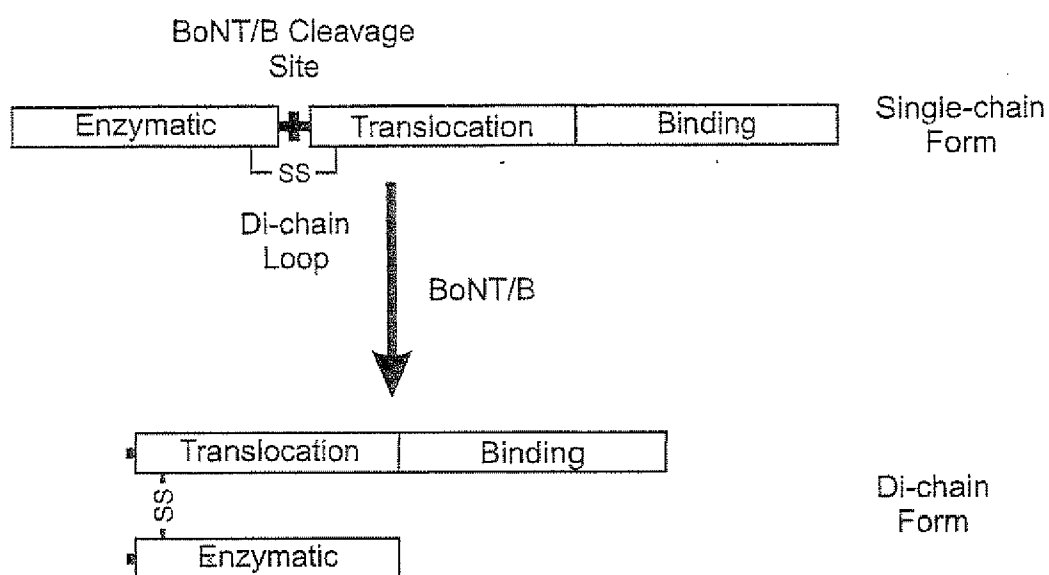 BoNT/B Cleavage
Site
Enzymatic
Translocation
Binding
Single-chain
Form
SS
Di-chain
Loop
BoNT/B
Translocation
Binding
SS
Enzymatic
Di-chain
Form